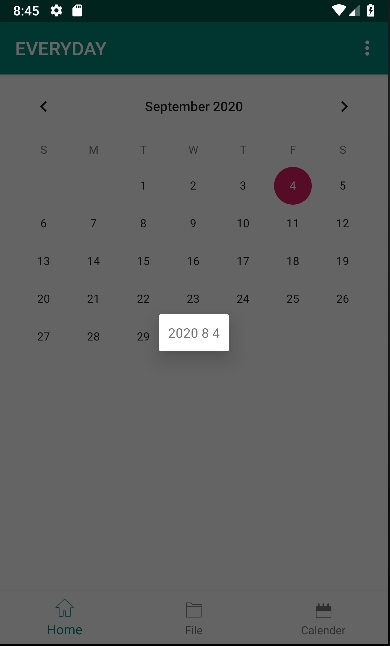 8:45
EVERYDAY
September 2020
S M T W T F S
1 2 3 4 5
6 7 8 9 10 11 12
13 14 15 16 17 18 19
20 21 22 23 24 25 26
27 28 29
2020 8 4
Home File Calender